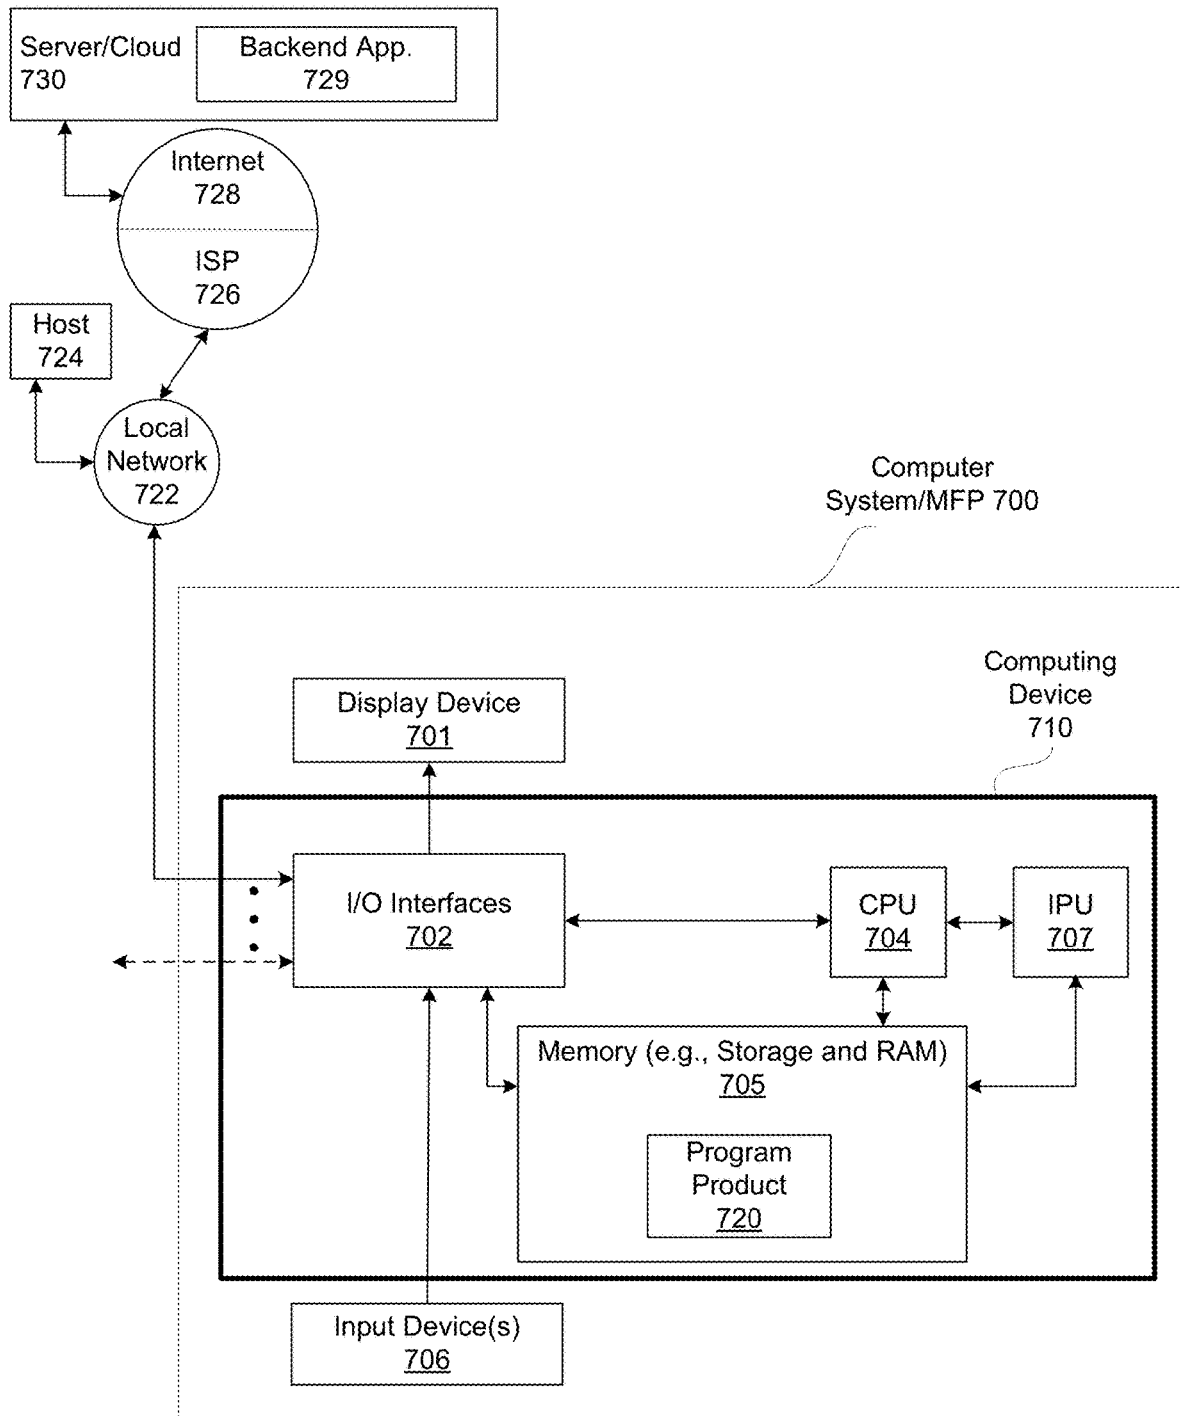 Server/Cloud
730
Backend App.
729
Internet
728
ISP
726
Host
724
Local
Network
722
Computer
System/MFP 700
Computing
Device
710
Display Device
701
I/O Interfaces
702
CPU
704
IPU
707
Memory (e.g., Storage and RAM)
705
Program
Product
720
Input Device(s)
706